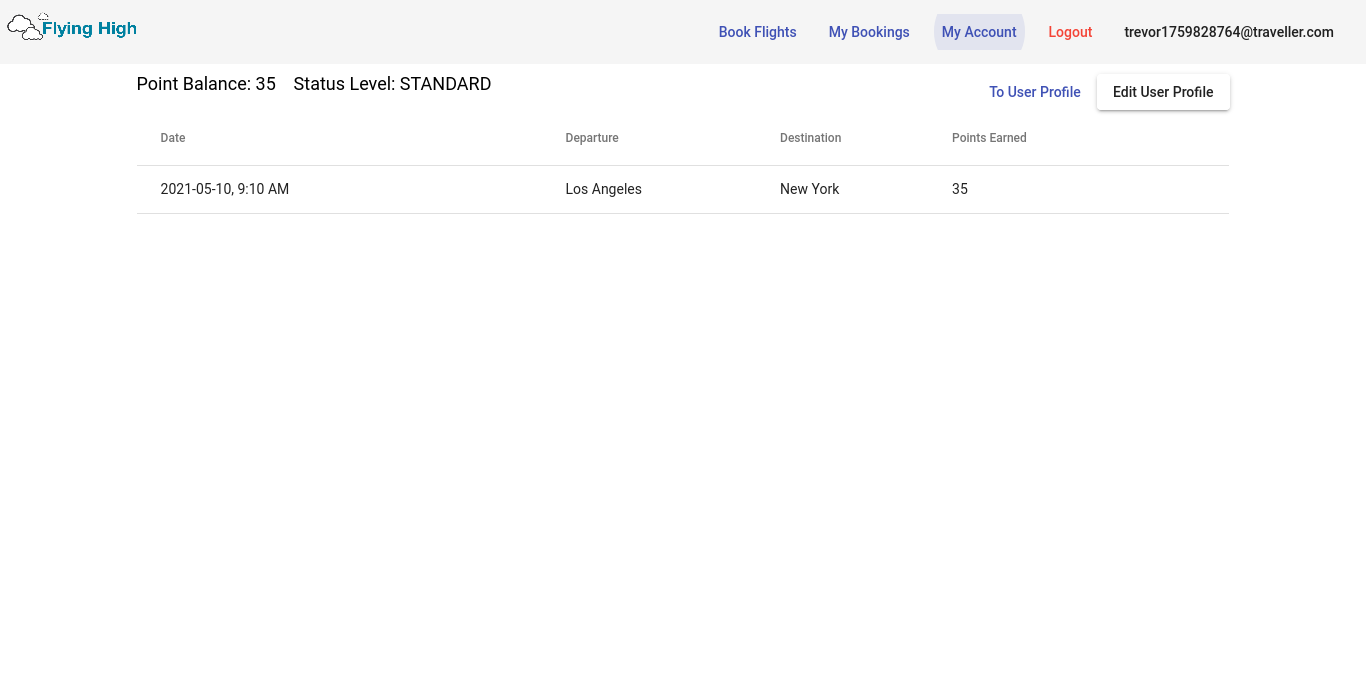 Flying High
Book Flights My Bookings My Account Logout trevor1759828764@traveller.com
Point Balance: 35 Status Level: STANDARD To User Profile Edit User Profile
Date Departure Destination Points Earned
2021-05-10, 9:10 AM Los Angeles New York 35